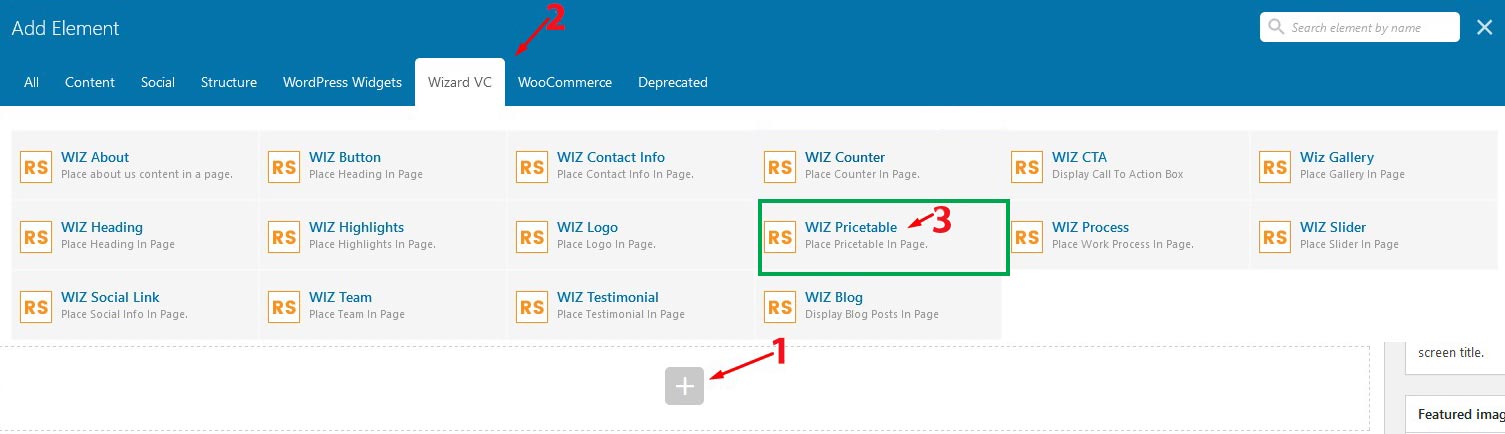 Add Element
2
Search element by name
All Content Social Structure WordPress Widgets Wizard VC WooCommerce Deprecated
RS WIZ About RS WIZ Button RS WIZ Contact Info RS WIZ Counter RS WIZ CTA RS Wiz Gallery
Place about us content in a page. Place Heading In Page Place Contact Info In Page. Place Counter In Page. Display Call To Action Box Place Gallery In Page
RS WIZ Heading RS WIZ Highlights RS WIZ Logo RS WIZ Pricetable 3 RS WIZ Process RS WIZ Slider
Place Heading In Page Place Highlights In Page. Place Logo In Page. Place Pricetable In Page. Place Work Process In Page. Place Slider In Page
RS WIZ Social Link RS WIZ Team RS WIZ Testimonial RS WIZ Blog
Place Social Info In Page. Place Team In Page Place Testimonial In Page Display Blog Posts In Page
1
screen title.
Featured imag